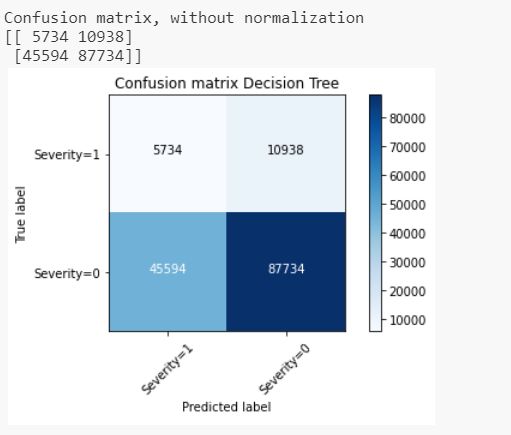 Confusion matrix, without normalization
[[ 5734 10938]
 [45594 87734]]
Confusion matrix Decision Tree
Severity=1
5734 10938
Severity=0
45594 87734
True label
Severity=1 Severity=0
Predicted label
80000
70000
60000
50000
40000
30000
20000
10000